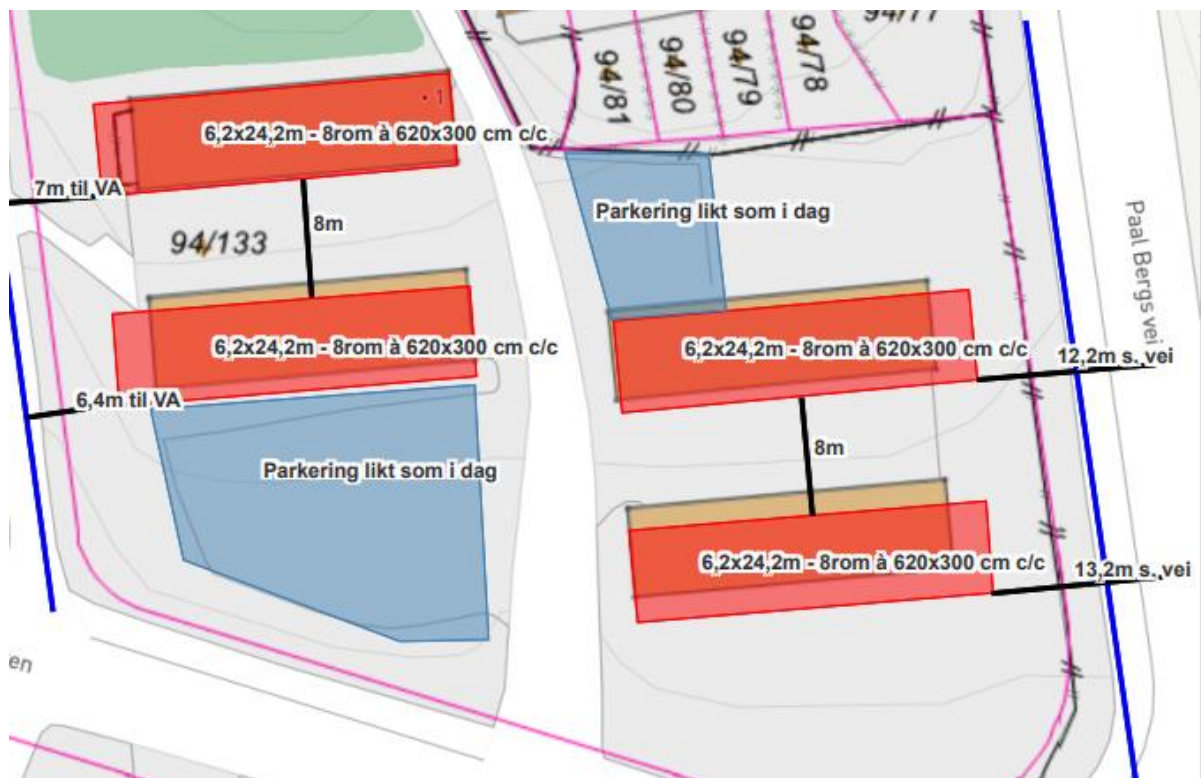 94/77
94/78
94/79
94/80
94/81
1
6,2x24,2m - 8rom à 620x300 cm c/c
7m til VA
8m
94/133
Parkering likt som i dag
Paal Bergs vei
6,2x24,2m - 8rom à 620x300 cm c/c
6,2x24,2m - 8rom à 620x300 cm c/c
12,2m s. vei
6,4m til VA
8m
Parkering likt som i dag
6,2x24,2m - 8rom à 620x300 cm c/c
13,2m s. vei
en